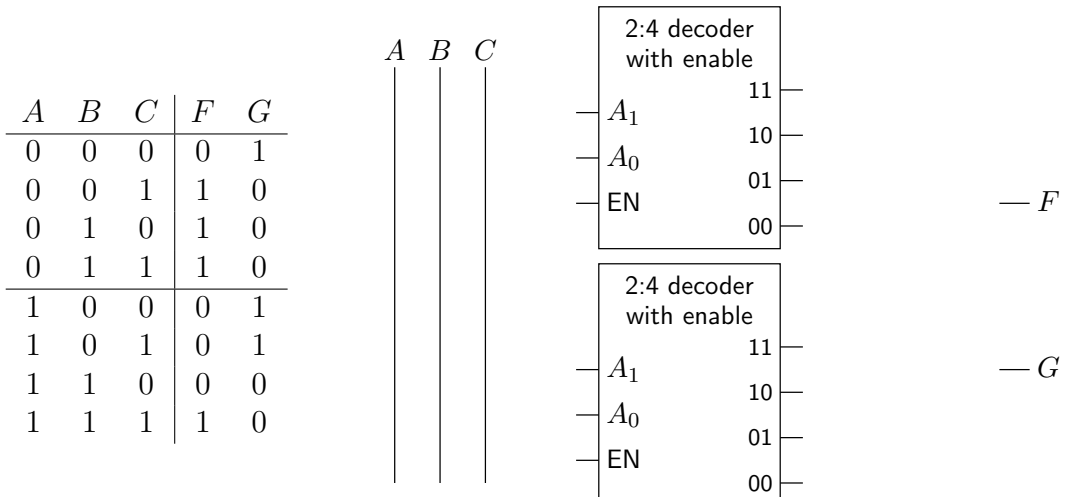 A B C F G
0 0 0 0 1
0 0 1 1 0
0 1 0 1 0
0 1 1 1 0
1 0 0 0 1
1 0 1 0 1
1 1 0 0 0
1 1 1 1 0
A B C
2:4 decoder
with enable
A₁
A₀
EN
11
10
01
00
F
2:4 decoder
with enable
A₁
A₀
EN
11
10
01
00
G